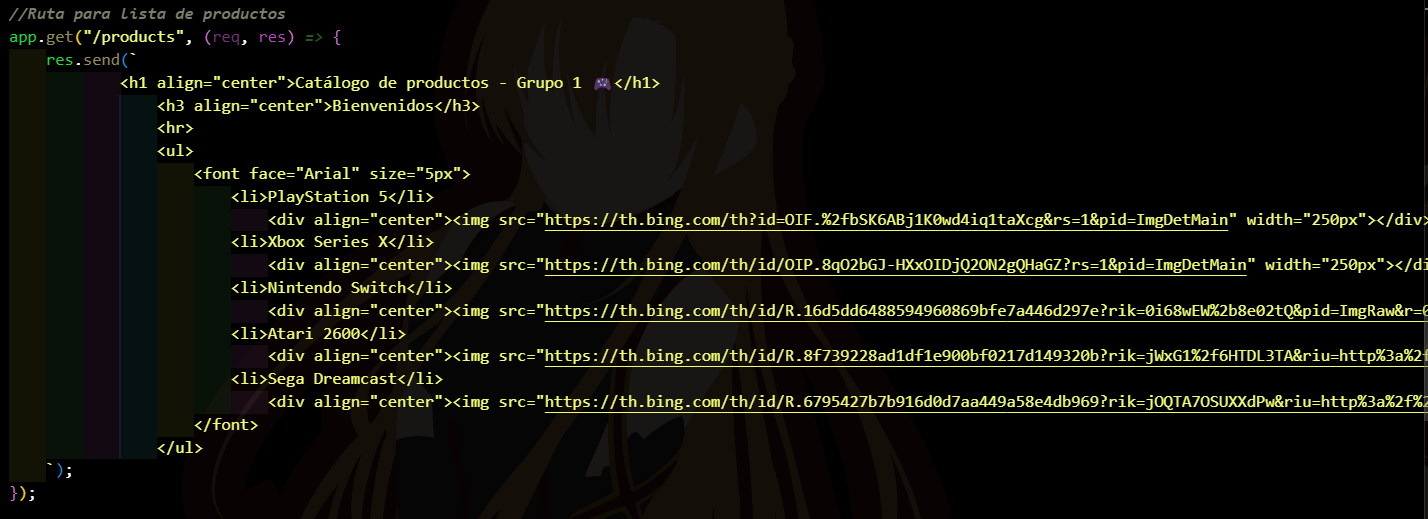 //Ruta para lista de productos
app.get("/products", (req, res) => {
res.send(`
<h1 align="center">Catálogo de productos - Grupo 1 🎮</h1>
<h3 align="center">Bienvenidos</h3>
<hr>
<ul>
<font face="Arial" size="5px">
<li>PlayStation 5</li>
<div align="center"><img src="https://th.bing.com/th?id=OIF.%2fbSK6ABj1K0wd4iq1taXcg&rs=1&pid=ImgDetMain" width="250px"></div>
<li>Xbox Series X</li>
<div align="center"><img src="https://th.bing.com/th/id/OIP.8qO2bGJ-HXxOIDjQ2ON2gQHaGZ?rs=1&pid=ImgDetMain" width="250px"></di
<li>Nintendo Switch</li>
<div align="center"><img src="https://th.bing.com/th/id/R.16d5dd6488594960869bfe7a446d297e?rik=0i68wEW%2b8e02tQ&pid=ImgRaw&r=0
<li>Atari 2600</li>
<div align="center"><img src="https://th.bing.com/th/id/R.8f739228ad1df1e900bf0217d149320b?rik=jWxG1%2f6HTDL3TA&riu=http%3a%2f
<li>Sega Dreamcast</li>
<div align="center"><img src="https://th.bing.com/th/id/R.6795427b7b916d0d7aa449a58e4db969?rik=jOQTA7OSUXXdPw&riu=http%3a%2f%2
</font>
</ul>
`);
});